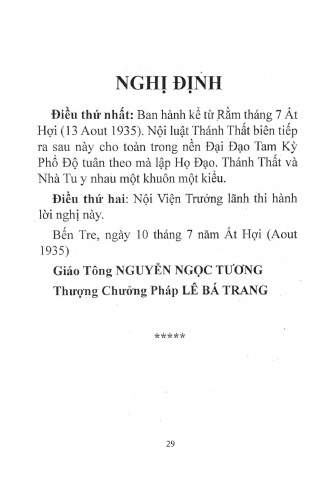 NGHỊ ĐỊNH
Điều thứ nhất: Ban hành kể từ Rằm tháng 7 Ất
Hợi (13 Aout 1935). Nội luật Thánh Thất biên tiếp
ra sau này cho toàn trong nền Đại Đạo Tam Kỳ
Phổ Độ tuân theo mà lập Họ Đạo. Thánh Thất và
Nhà Tu y nhau một khuôn một kiểu.
Điều thứ hai: Nội Viện Trưởng lãnh thi hành
lời nghị này.
Bến Tre, ngày 10 tháng 7 năm Ất Hợi (Aout
1935)
Giáo Tông NGUYỄN NGỌC TƯƠNG
Thượng Chưởng Pháp LÊ BÁ TRANG
*****
29